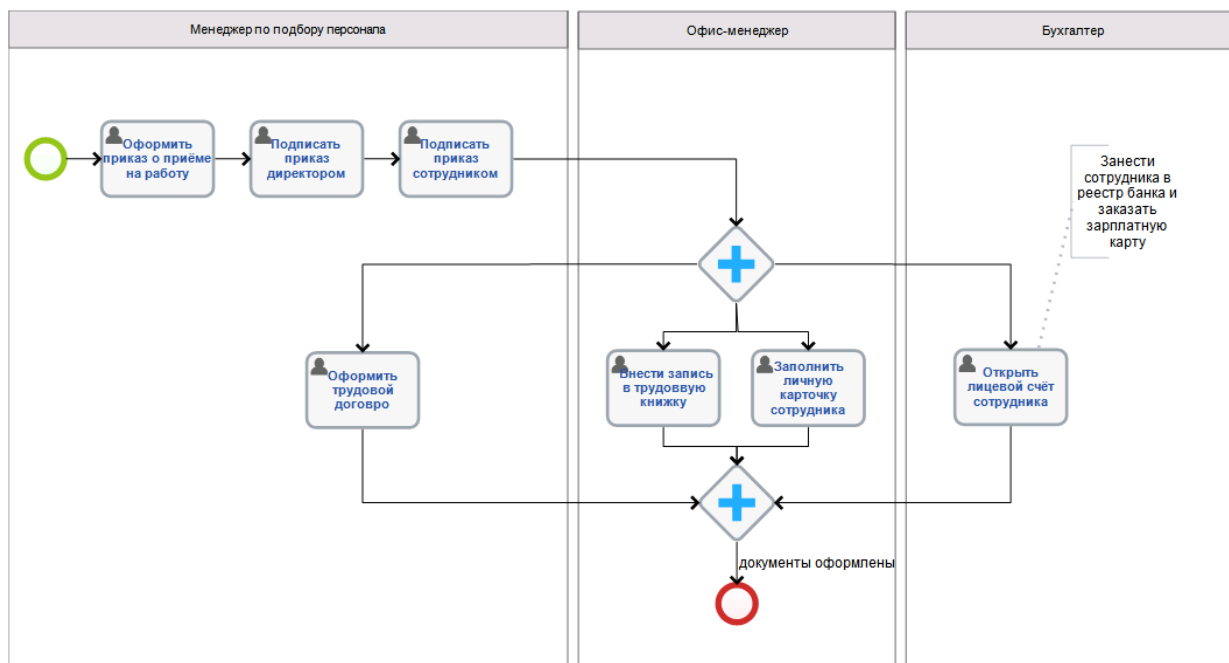 Менеджер по подбору персонала
Офис-менеджер
Бухгалтер
Оформить
приказ о приёме
на работу
Подписать
приказ
директором
Подписать
приказ
сотрудником
Занести
сотрудника в
реестр банка и
заказать
зарплатную
карту
Оформить
трудовой
договро
Внести запись
в трудоввую
книжку
Заполнить
личную
карточку
сотрудника
Открыть
лицевой счёт
сотрудника
документы оформлены